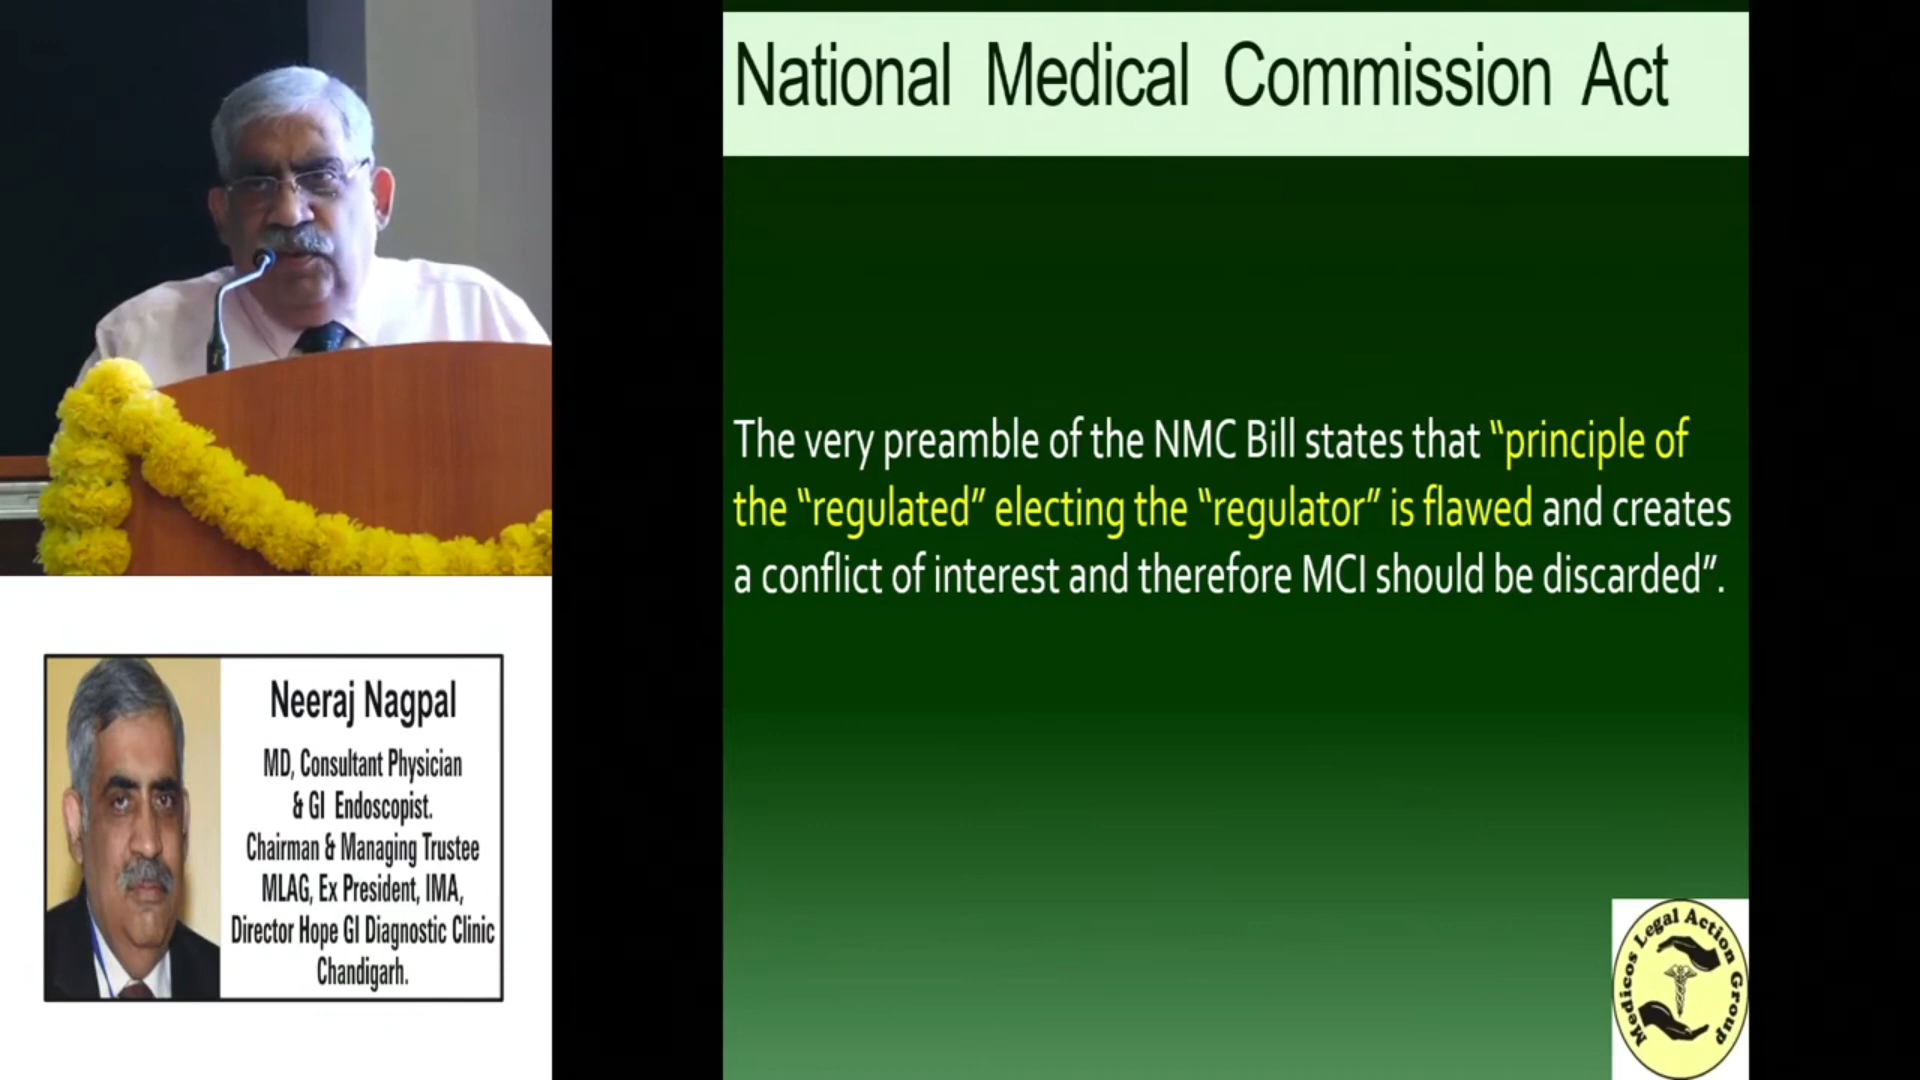 National Medical Commission Act
The very preamble of the NMC Bill states that “principle of
the “regulated” electing the “regulator” is flawed and creates
a conflict of interest and therefore MCI should be discarded”.
Neeraj Nagpal
MD, Consultant Physician
& GI Endoscopist.
Chairman & Managing Trustee
MLAG, Ex President, IMA,
Director Hope GI Diagnostic Clinic
Chandigarh.
Medicos Legal Action Group